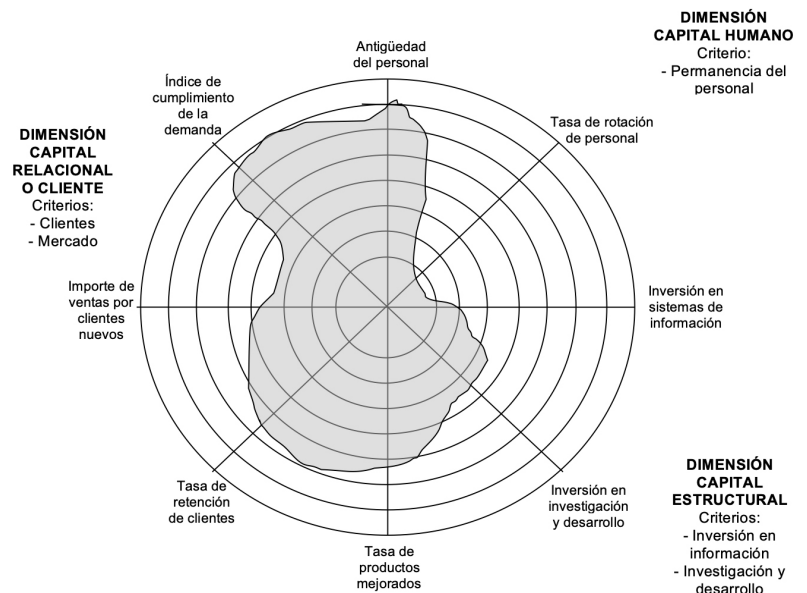 DIMENSIÓN
CAPITAL HUMANO
Criterio:
- Permanencia del
personal
Antigüedad
del personal
Índice de
cumplimiento
de la
demanda
Tasa de rotación
de personal
DIMENSIÓN
CAPITAL
RELACIONAL
O CLIENTE
Criterios:
- Clientes
- Mercado
Importe de
ventas por
clientes
nuevos
Inversión en
sistemas de
información
Tasa de
retención
de clientes
Inversión en
investigación
y desarrollo
Tasa de
productos
mejorados
DIMENSIÓN
CAPITAL
ESTRUCTURAL
Criterios:
- Inversión en
información
- Investigación y
desarrollo